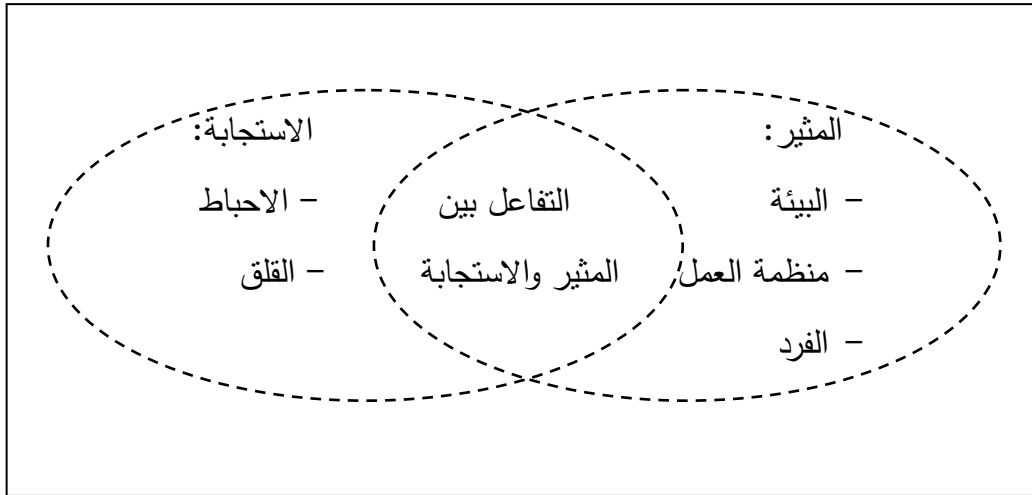 المثير:
– البيئة
– منظمة العمل
– الفرد
التفاعل بين
المثير والاستجابة
الاستجابة:
– الاحباط
– القلق